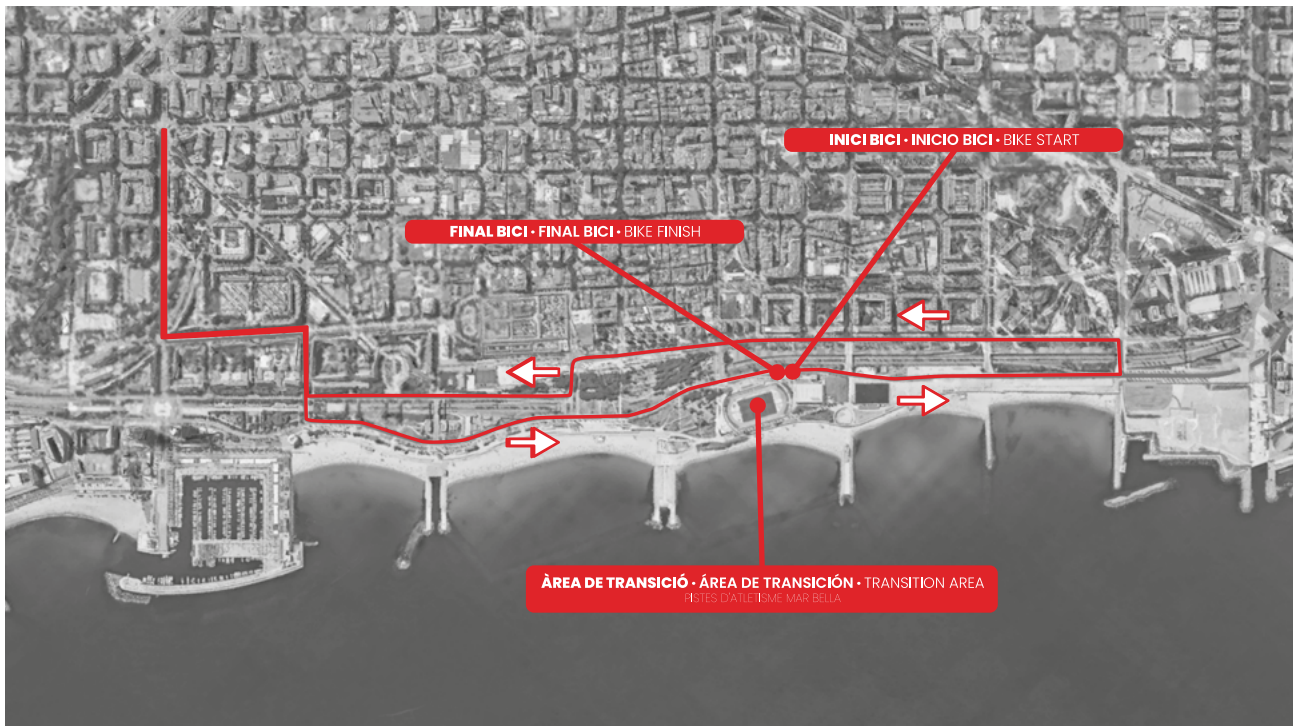 INICI BICI · INICIO BICI · BIKE START
FINAL BICI · FINAL BICI · BIKE FINISH
ÀREA DE TRANSICIÓ · ÁREA DE TRANSICIÓN · TRANSITION AREA
PISTES D'ATLETISME MAR BELLA